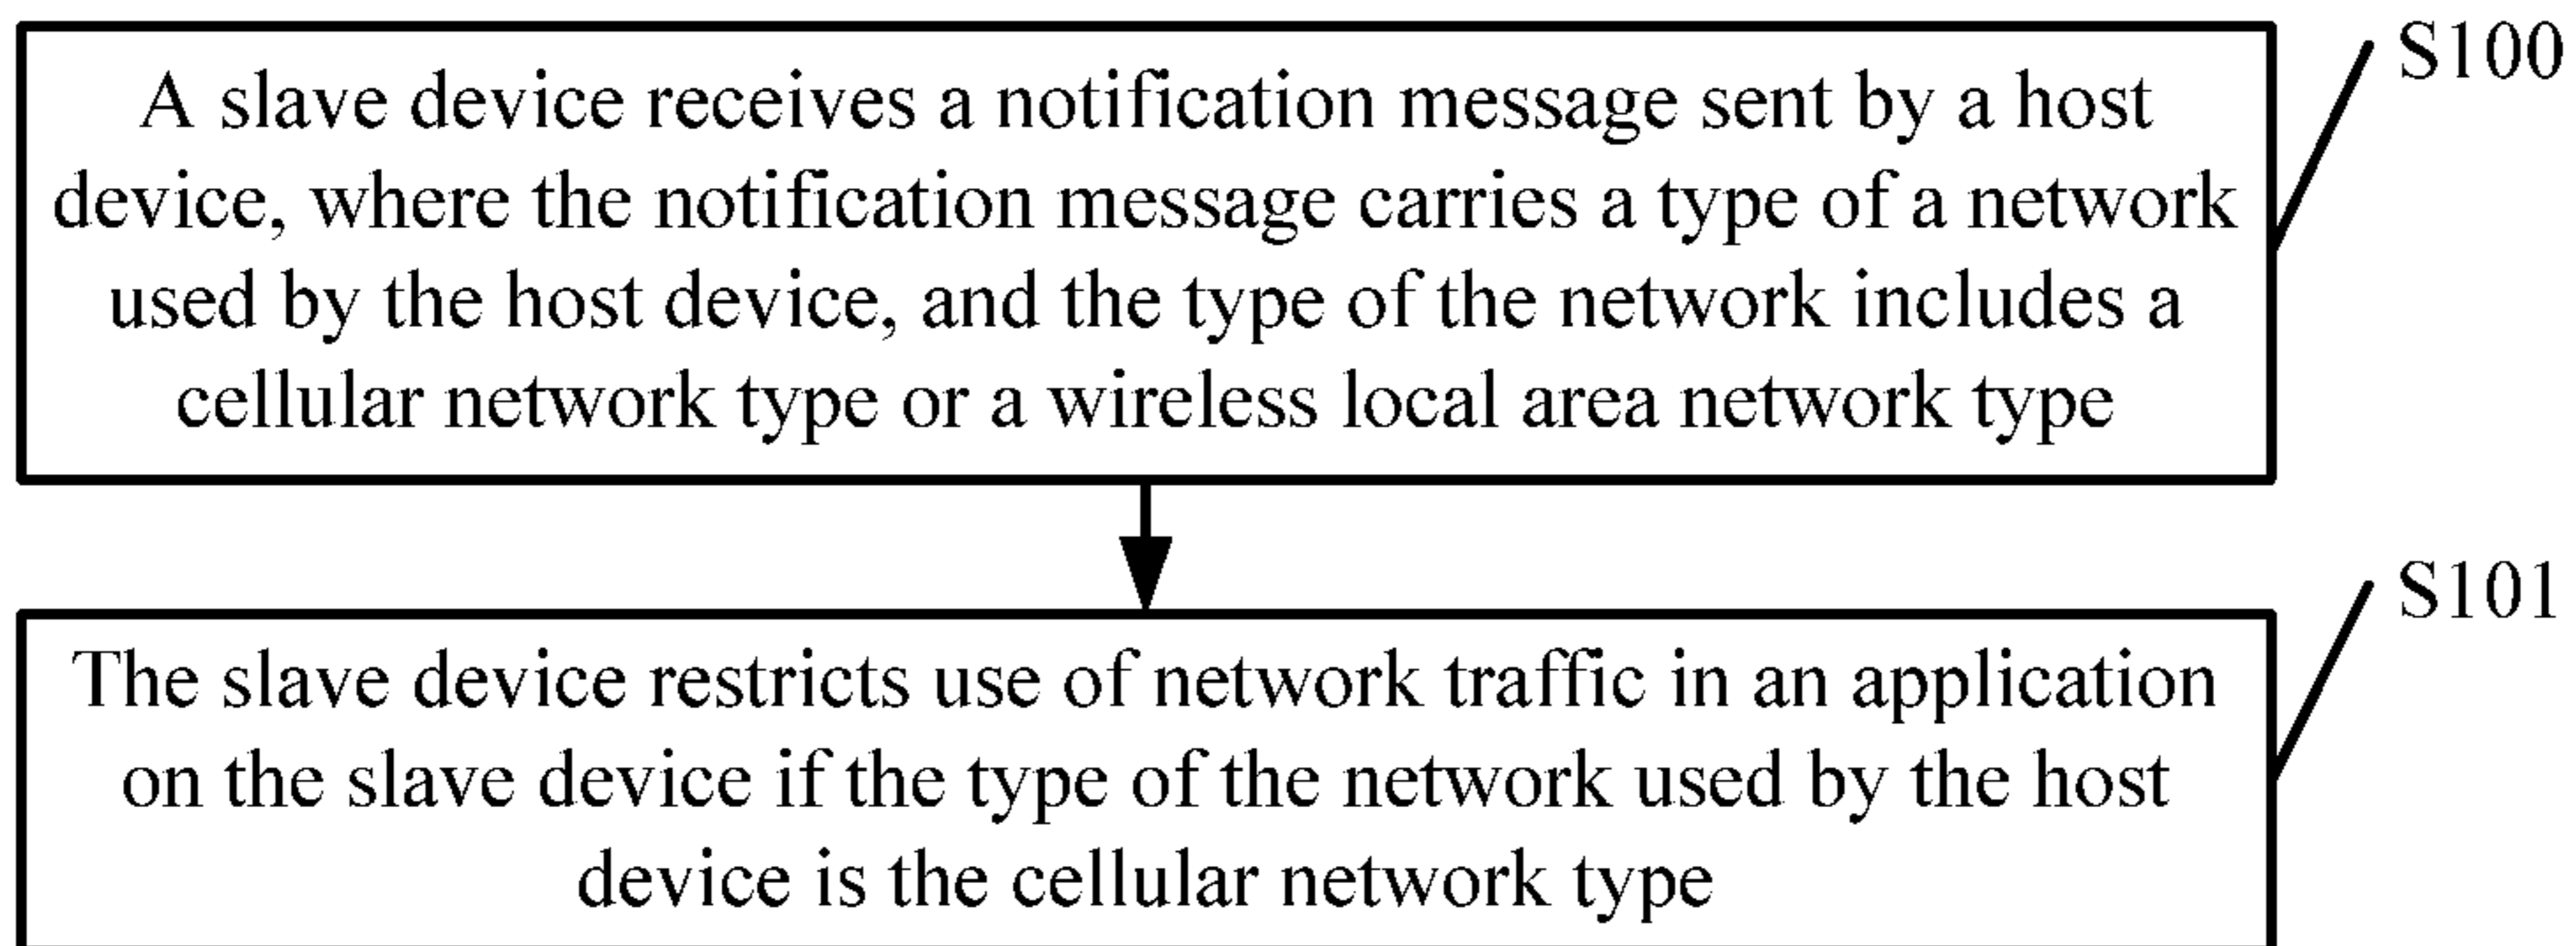 A slave device receives a notification message sent by a host
device, where the notification message carries a type of a network
used by the host device, and the type of the network includes a
cellular network type or a wireless local area network type
S100
The slave device restricts use of network traffic in an application
on the slave device if the type of the network used by the host
device is the cellular network type
S101